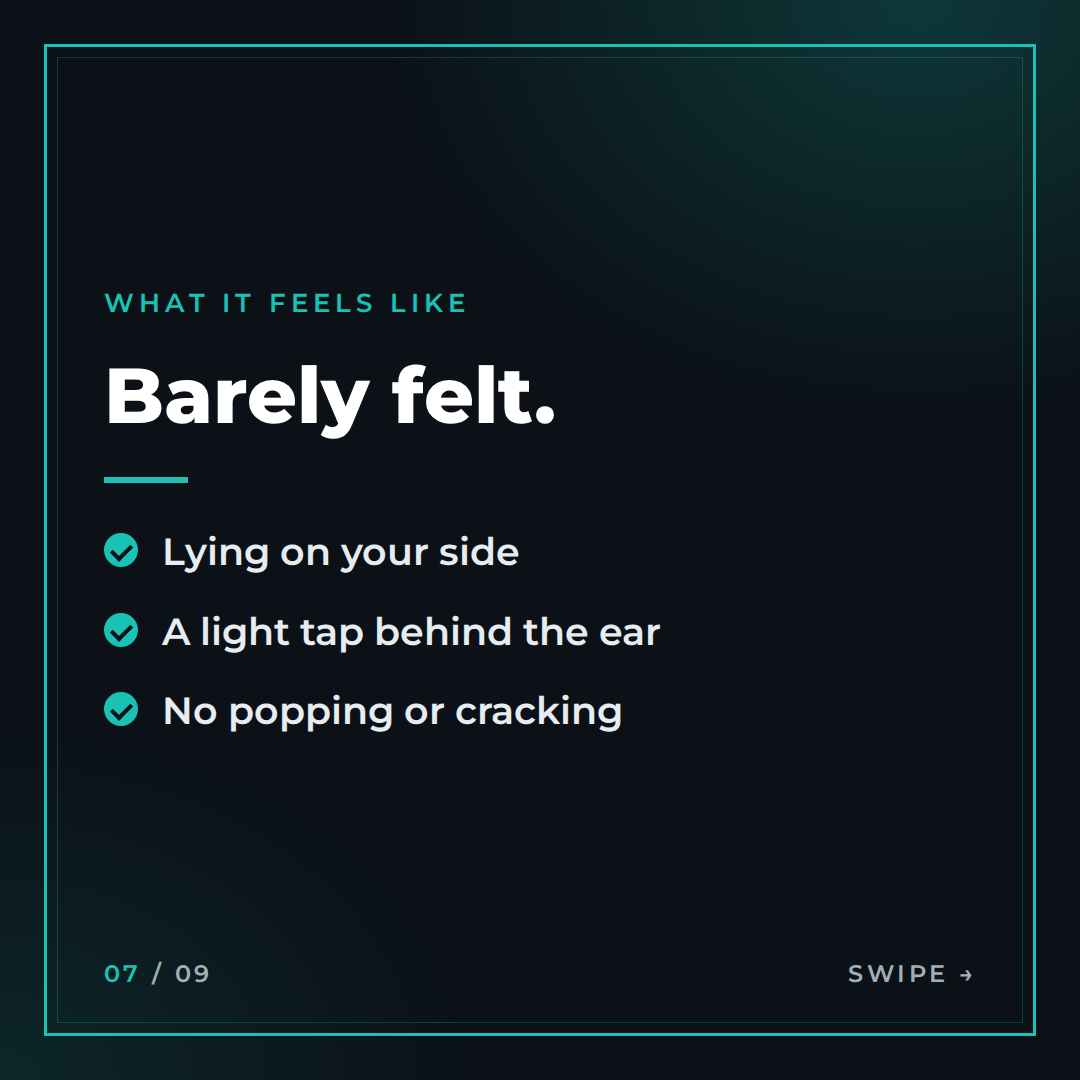 WHAT IT FEELS LIKE
Barely felt.
Lying on your side
A light tap behind the ear
No popping or cracking
07 / 09
SWIPE →